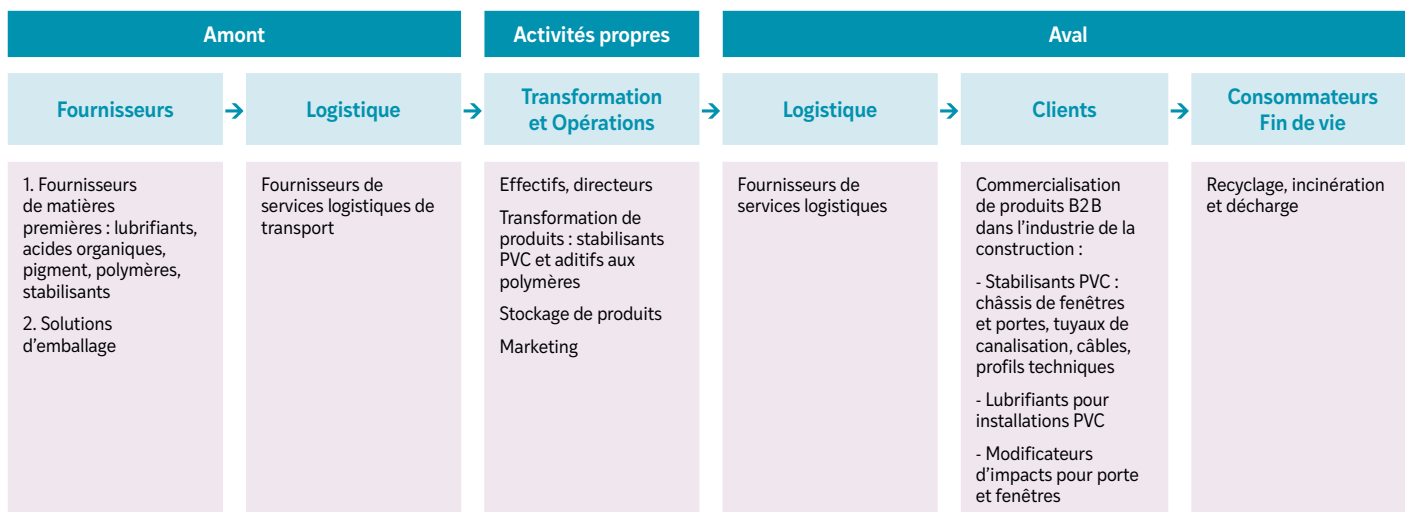 Amont
Activités propres
Aval
Fournisseurs
→
Logistique
→
Transformation
et Opérations
→
Logistique
→
Clients
→
Consommateurs
Fin de vie
1. Fournisseurs
de matières
premières : lubrifiants,
acides organiques,
pigment, polymères,
stabilisants
2. Solutions
d'emballage
Fournisseurs de
services logistiques de
transport
Effectifs, directeurs
Transformation de
produits : stabilisants
PVC et aditifs aux
polymères
Stockage de produits
Marketing
Fournisseurs de
services logistiques
Commercialisation
de produits B2B
dans l'industrie de la
construction :
- Stabilisants PVC :
châssis de fenêtres
et portes, tuyaux de
canalisation, câbles,
profils techniques
- Lubrifiants pour
installations PVC
- Modificateurs
d'impacts pour porte
et fenêtres
Recyclage, incinération
et décharge